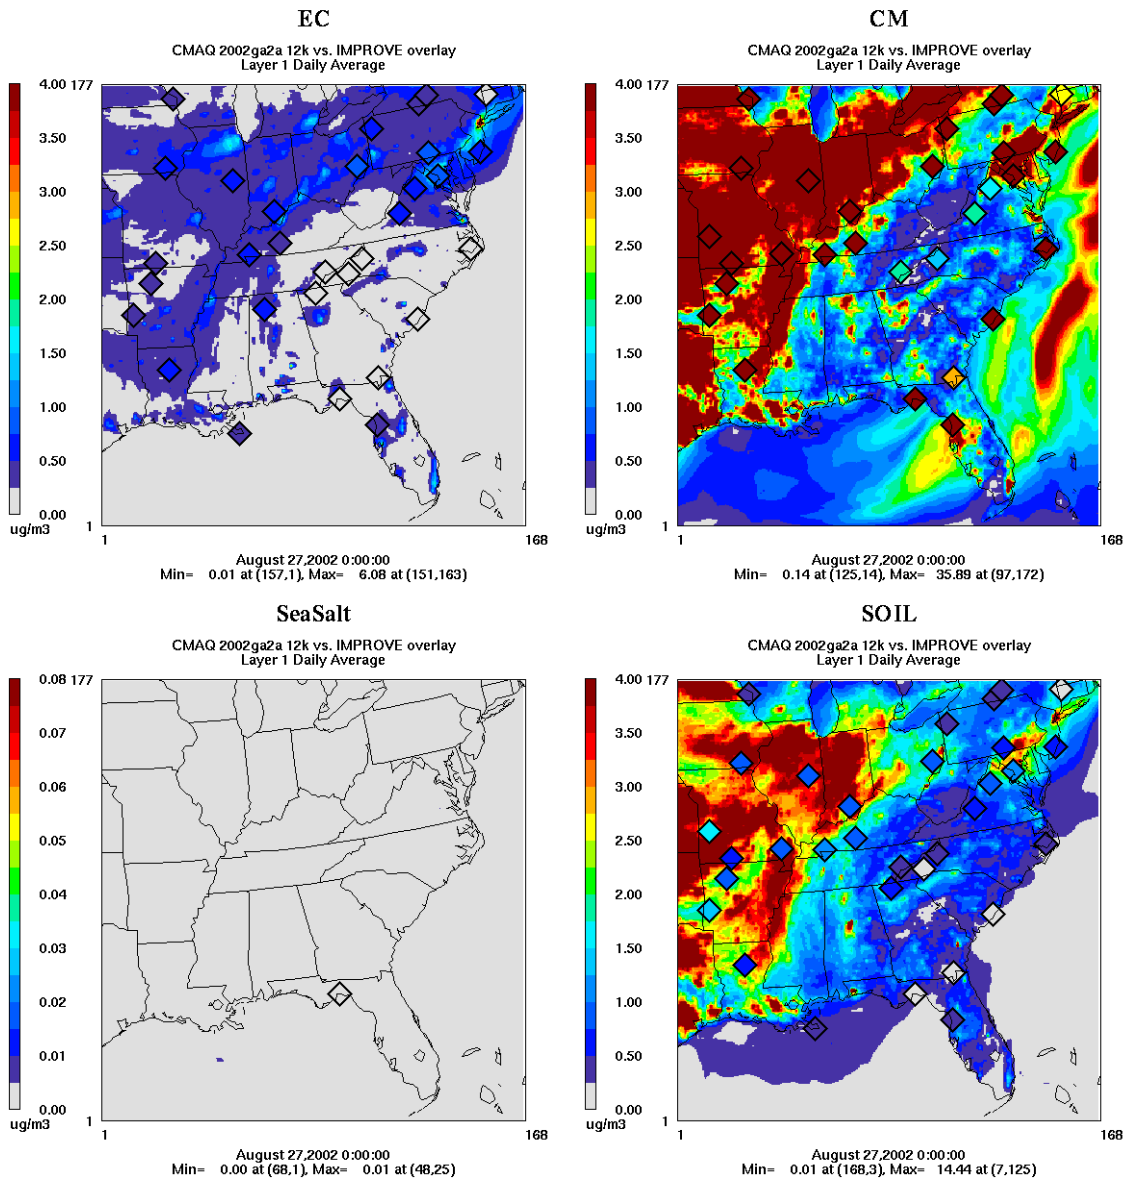 EC
CMAQ 2002ga2a 12k vs. IMPROVE overlay
Layer 1 Daily Average
4.00 177
3.50
3.00
2.50
2.00
1.50
1.00
0.50
0.00
ug/m3
1
1 168
August 27,2002 0:00:00
Min= 0.01 at (157,1), Max= 6.08 at (151,163)
CM
CMAQ 2002ga2a 12k vs. IMPROVE overlay
Layer 1 Daily Average
4.00 177
3.50
3.00
2.50
2.00
1.50
1.00
0.50
0.00
ug/m3
1
1 168
August 27,2002 0:00:00
Min= 0.14 at (125,14), Max= 35.89 at (97,172)
SeaSalt
CMAQ 2002ga2a 12k vs. IMPROVE overlay
Layer 1 Daily Average
0.08 177
0.07
0.06
0.05
0.04
0.03
0.02
0.01
0.00
ug/m3
1
1 168
August 27,2002 0:00:00
Min= 0.00 at (68,1), Max= 0.01 at (48,25)
SOIL
CMAQ 2002ga2a 12k vs. IMPROVE overlay
Layer 1 Daily Average
4.00 177
3.50
3.00
2.50
2.00
1.50
1.00
0.50
0.00
ug/m3
1
1 168
August 27,2002 0:00:00
Min= 0.01 at (168,3), Max= 14.44 at (7,125)